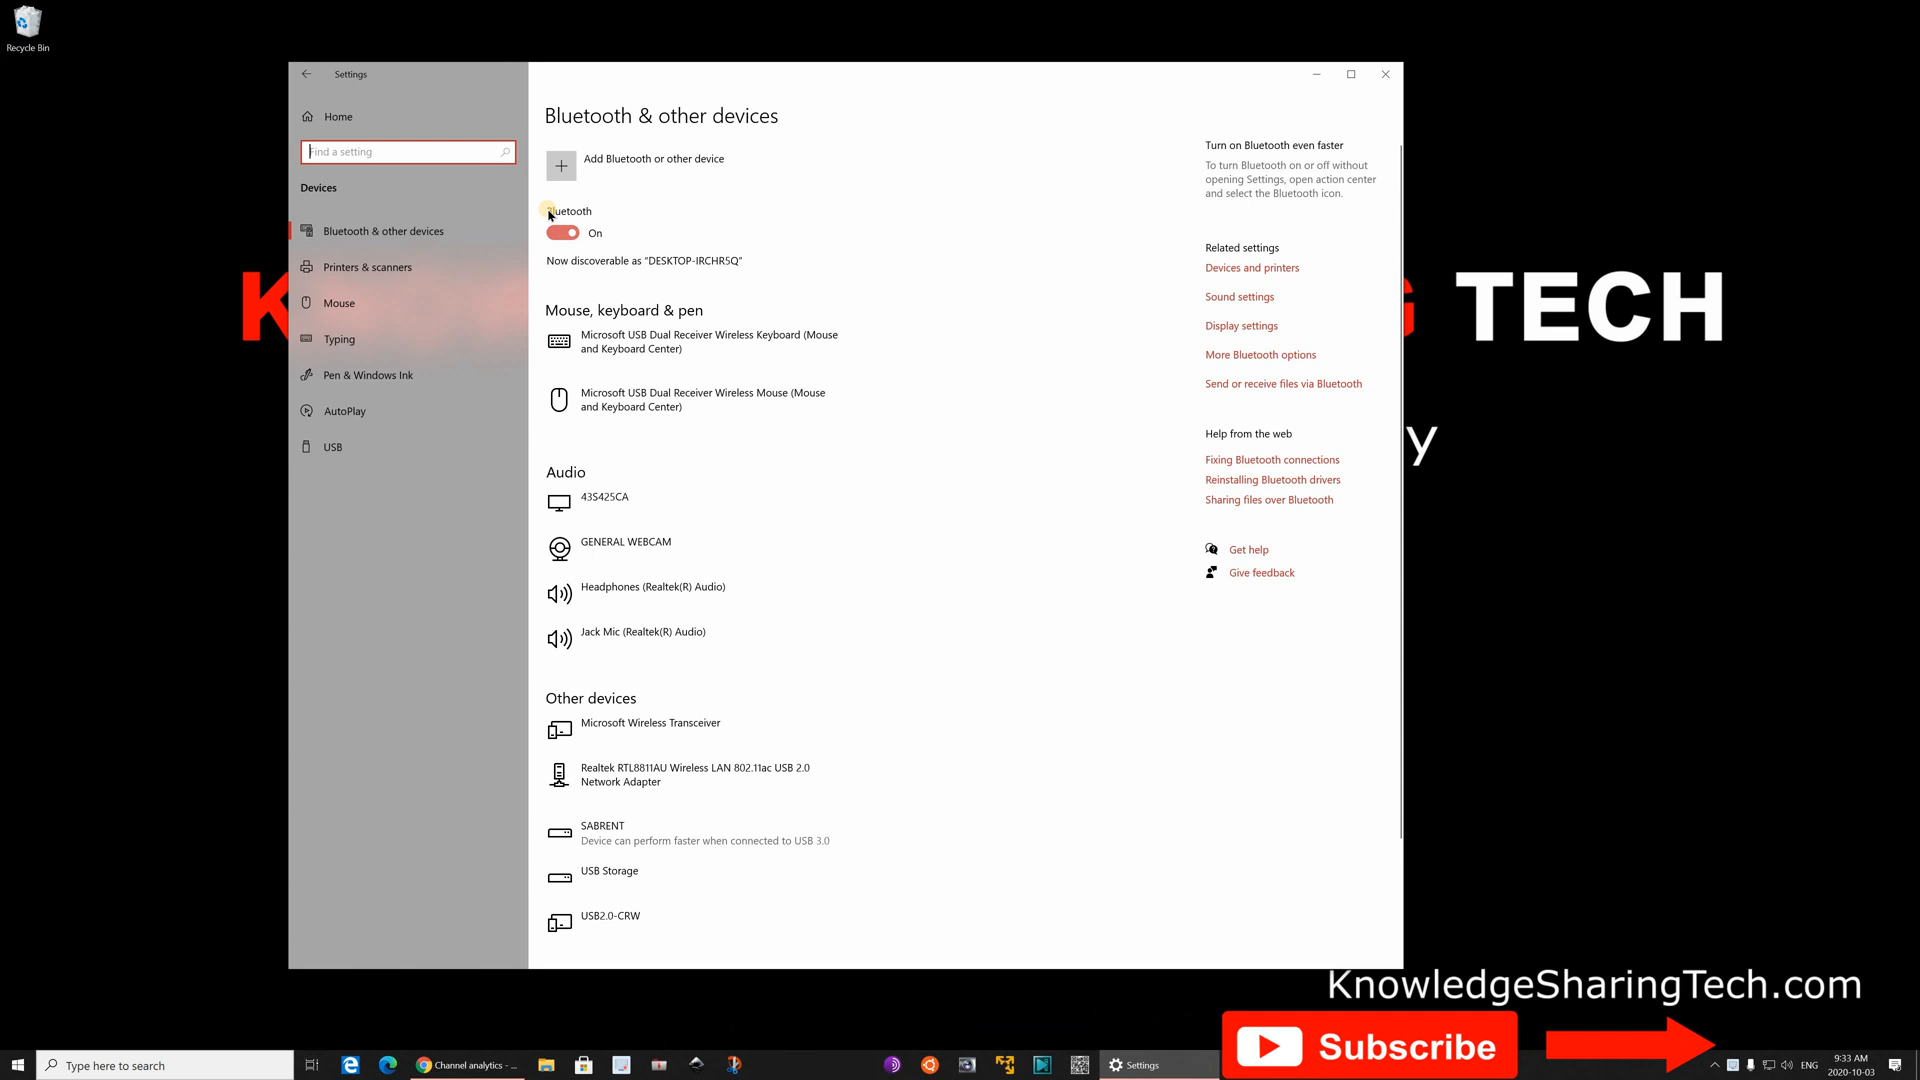 Recycle Bin
Settings
Home
Find a setting
Devices
Bluetooth & other devices
Printers & scanners
Mouse
Typing
Pen & Windows Ink
AutoPlay
USB
Bluetooth & other devices
Add Bluetooth or other device
Bluetooth
On
Now discoverable as “DESKTOP-IRCHR5Q”
Mouse, keyboard & pen
Microsoft USB Dual Receiver Wireless Keyboard (Mouse
and Keyboard Center)
Microsoft USB Dual Receiver Wireless Mouse (Mouse
and Keyboard Center)
Audio
43S425CA
GENERAL WEBCAM
Headphones (Realtek(R) Audio)
Jack Mic (Realtek(R) Audio)
Other devices
Microsoft Wireless Transceiver
Realtek RTL8811AU Wireless LAN 802.11ac USB 2.0
Network Adapter
SABRENT
Device can perform faster when connected to USB 3.0
USB Storage
USB2.0-CRW
Turn on Bluetooth even faster
To turn Bluetooth on or off without
opening Settings, open action center
and select the Bluetooth icon.
Related settings
Devices and printers
Sound settings
Display settings
More Bluetooth options
Send or receive files via Bluetooth
Help from the web
Fixing Bluetooth connections
Reinstalling Bluetooth drivers
Sharing files over Bluetooth
Get help
Give feedback
K G TECH
y
KnowledgeSharingTech.com
Subscribe
Type here to search
Channel analytics - ...
Settings
ENG
9:33 AM
2020-10-03